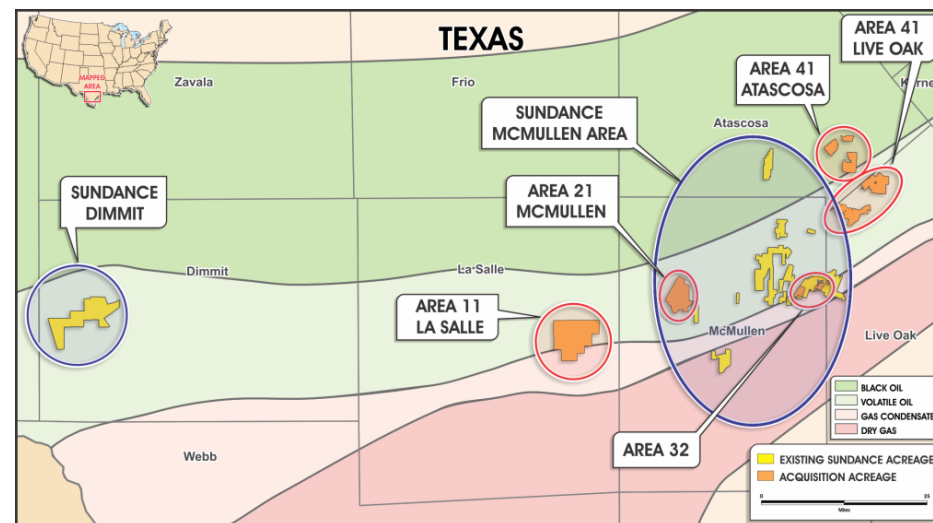 TEXAS
MAPPED
AREA
Zavala
Frio
Atascosa
AREA 41
LIVE OAK
AREA 41
ATASCOSA
SUNDANCE
MCMULLEN AREA
AREA 21
MCMULLEN
SUNDANCE
DIMMIT
Dimmit
La Salle
AREA 11
LA SALLE
McMullen
Live Oak
Webb
AREA 32
BLACK OIL
VOLATILE OIL
GAS CONDENSATE
DRY GAS
EXISTING SUNDANCE ACREAGE
ACQUISITION ACREAGE
0
25
Miles